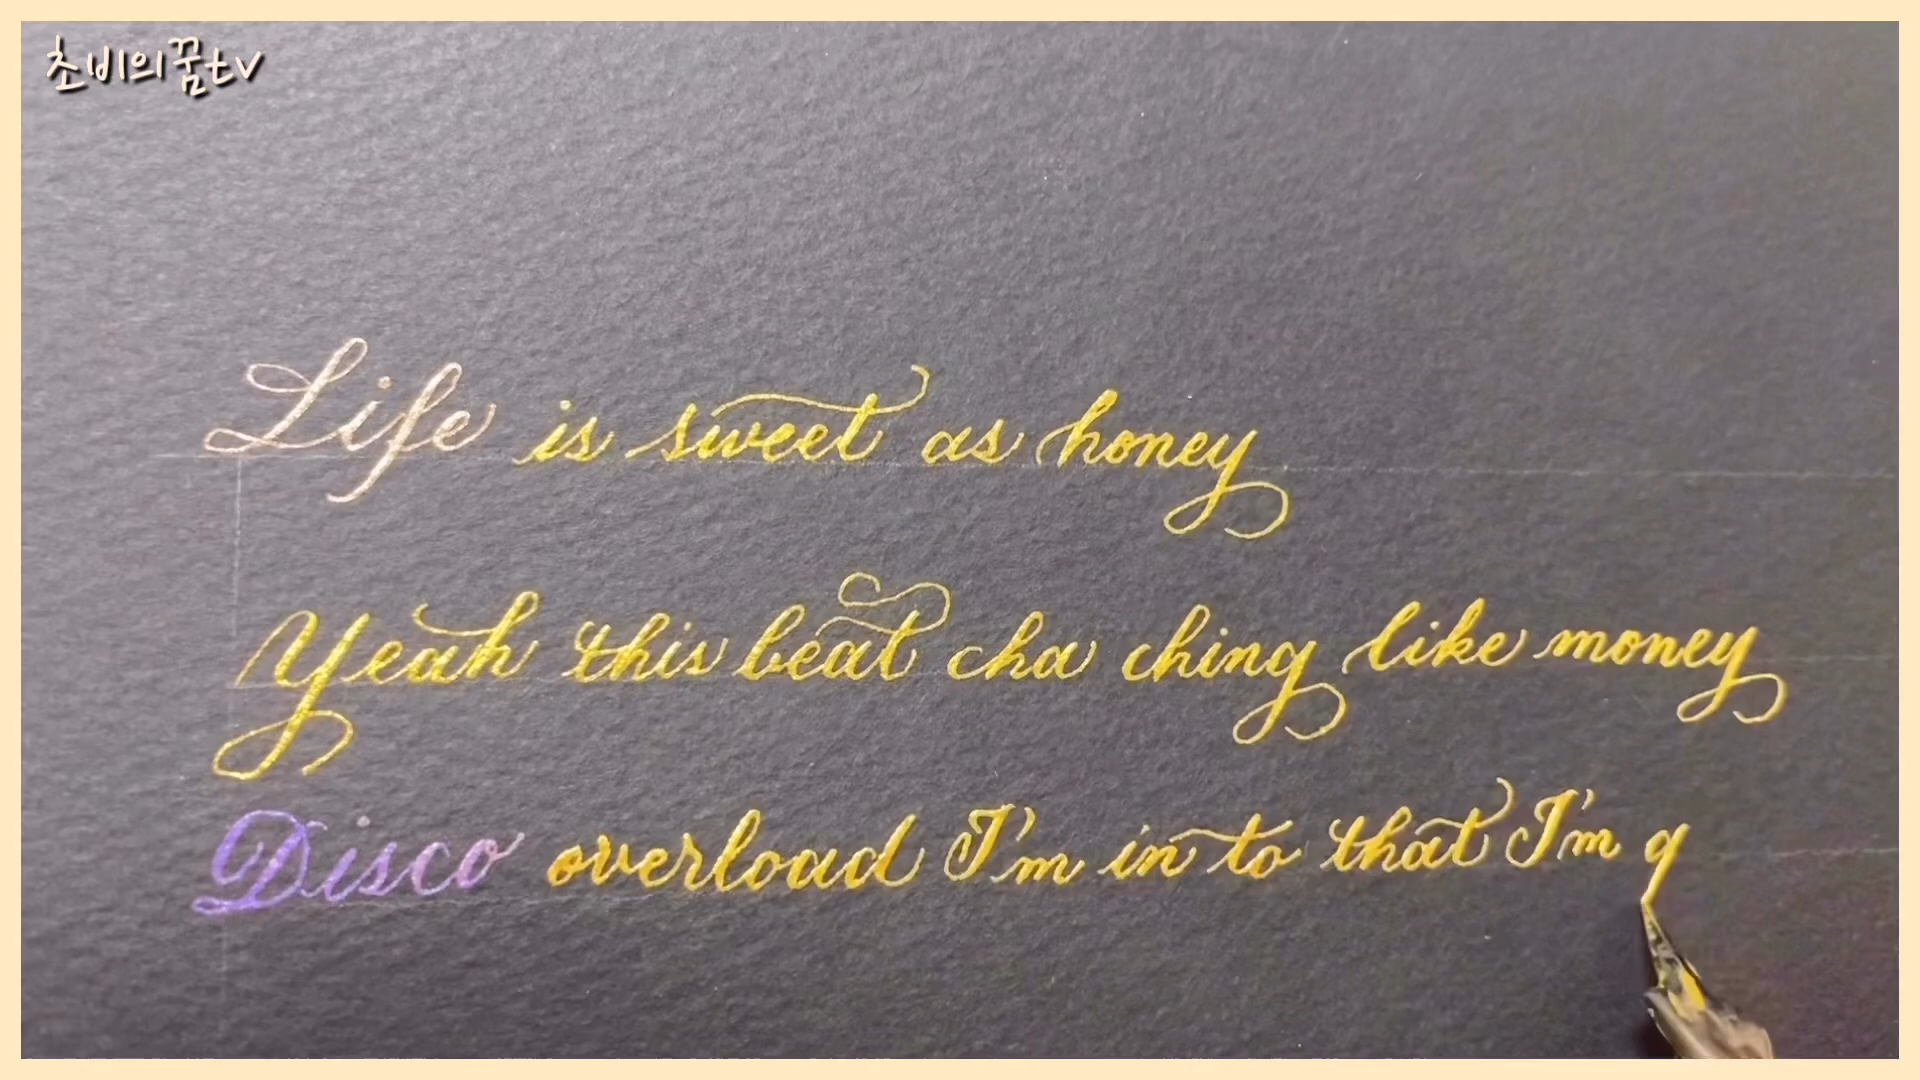 초비의꿈tv
Life is sweet as honey
Yeah this beat cha ching like money
Disco overload I'm in to that I'm g